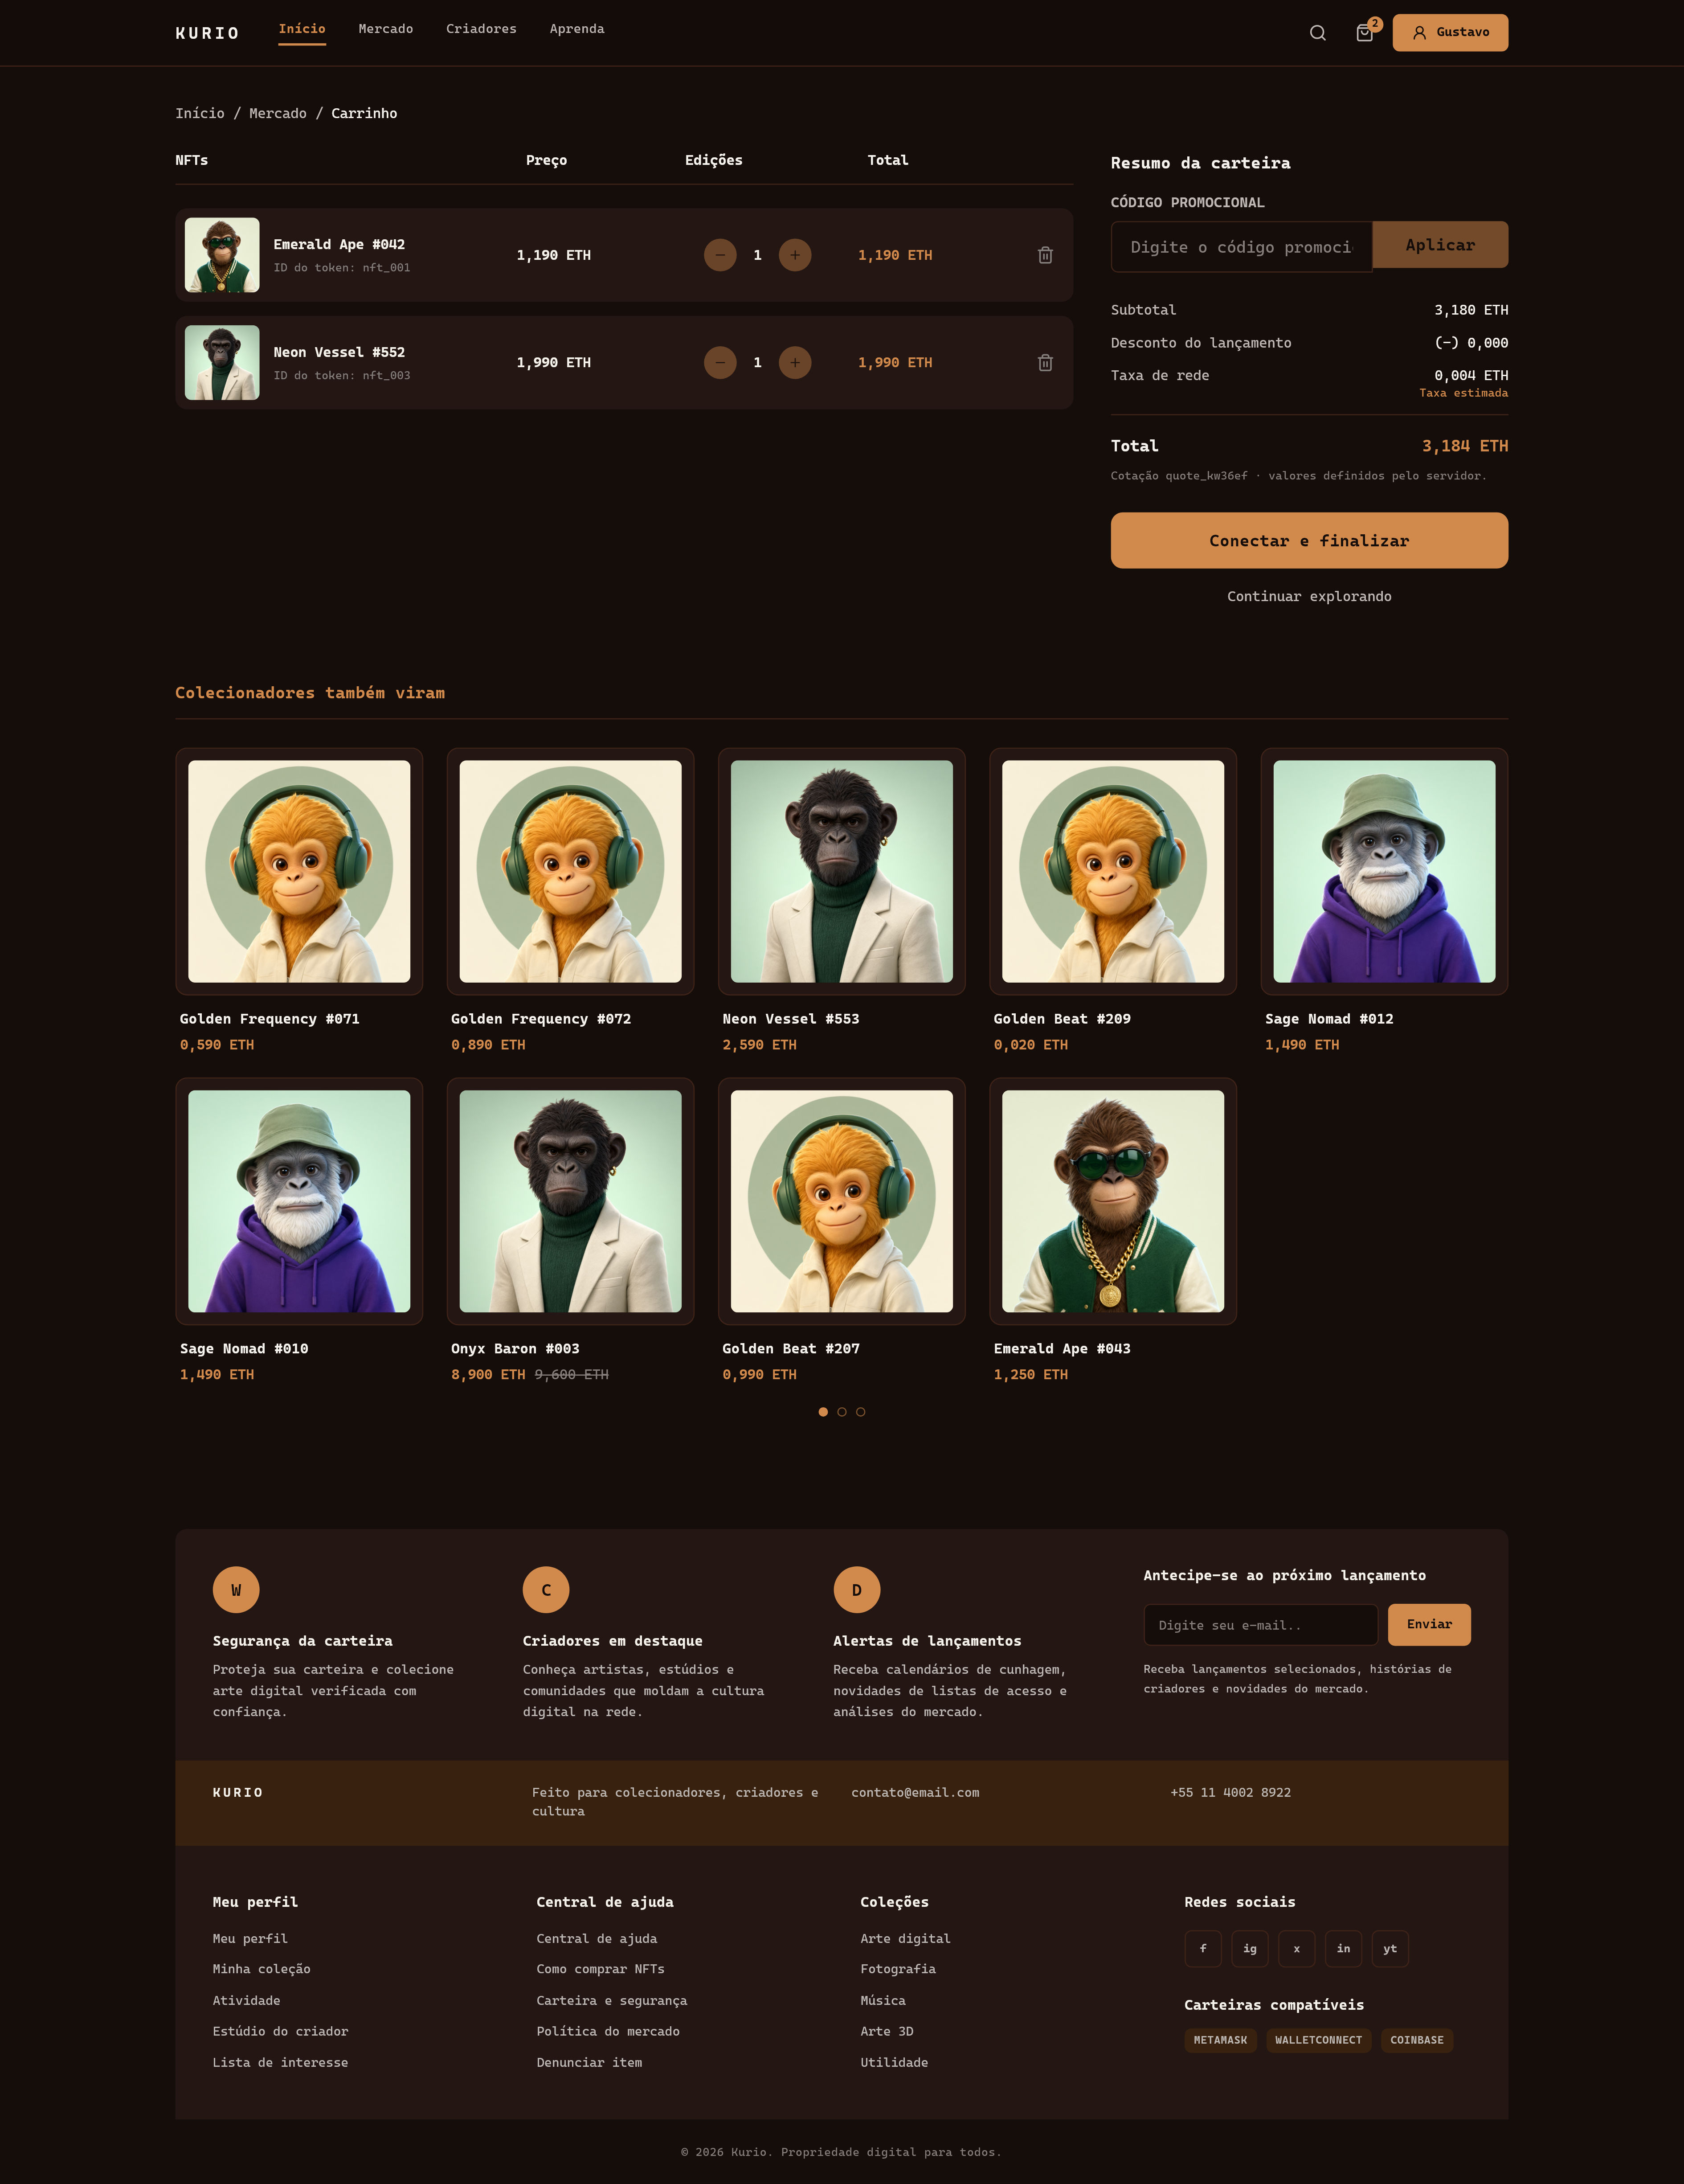 KURIO
Início
Mercado
Criadores
Aprenda
2
Gustavo
Início / Mercado / Carrinho
NFTs
Preço
Edições
Total
Emerald Ape #042
ID do token: nft_001
1,190 ETH
− 1 +
1,190 ETH
Neon Vessel #552
ID do token: nft_003
1,990 ETH
− 1 +
1,990 ETH
Resumo da carteira
CÓDIGO PROMOCIONAL
Digite o código promoci
Aplicar
Subtotal
3,180 ETH
Desconto do lançamento
(−) 0,000
Taxa de rede
0,004 ETH
Taxa estimada
Total
3,184 ETH
Cotação quote_kw36ef · valores definidos pelo servidor.
Conectar e finalizar
Continuar explorando
Colecionadores também viram
Golden Frequency #071
0,590 ETH
Golden Frequency #072
0,890 ETH
Neon Vessel #553
2,590 ETH
Golden Beat #209
0,020 ETH
Sage Nomad #012
1,490 ETH
Sage Nomad #010
1,490 ETH
Onyx Baron #003
8,900 ETH 9,600 ETH
Golden Beat #207
0,990 ETH
Emerald Ape #043
1,250 ETH
W
Segurança da carteira
Proteja sua carteira e colecione
arte digital verificada com
confiança.
C
Criadores em destaque
Conheça artistas, estúdios e
comunidades que moldam a cultura
digital na rede.
D
Alertas de lançamentos
Receba calendários de cunhagem,
novidades de listas de acesso e
análises do mercado.
Antecipe-se ao próximo lançamento
Digite seu e-mail..
Enviar
Receba lançamentos selecionados, histórias de
criadores e novidades do mercado.
KURIO
Feito para colecionadores, criadores e
cultura
contato@email.com
+55 11 4002 8922
Meu perfil
Meu perfil
Minha coleção
Atividade
Estúdio do criador
Lista de interesse
Central de ajuda
Central de ajuda
Como comprar NFTs
Carteira e segurança
Política do mercado
Denunciar item
Coleções
Arte digital
Fotografia
Música
Arte 3D
Utilidade
Redes sociais
f
ig
x
in
yt
Carteiras compatíveis
METAMASK
WALLETCONNECT
COINBASE
© 2026 Kurio. Propriedade digital para todos.